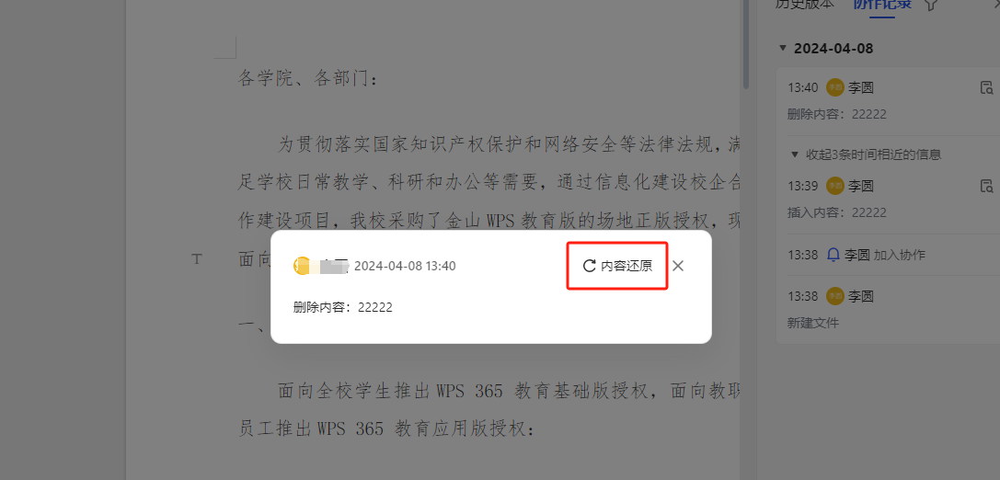 历史版本 协作记录
2024-04-08
13:40 李圆
删除内容：22222
收起3条时间相近的信息
13:39 李圆
插入内容：22222
13:38 李圆 加入协作
13:38 李圆
新建文件
各学院、各部门：
为贯彻落实国家知识产权保护和网络安全等法律法规，满
足学校日常教学、科研和办公等需要，通过信息化建设校企合
作建设项目，我校采购了金山 WPS 教育版的场地正版授权，现
面向
2024-04-08 13:40 内容还原
删除内容：22222
一、
面向全校学生推出 WPS 365 教育基础版授权，面向教职
员工推出 WPS 365 教育应用版授权：